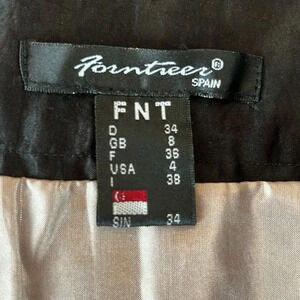 Forntieer®
SPAIN
FNT
D 34
GB 8
F 36
USA 4
I 38
SIN 34